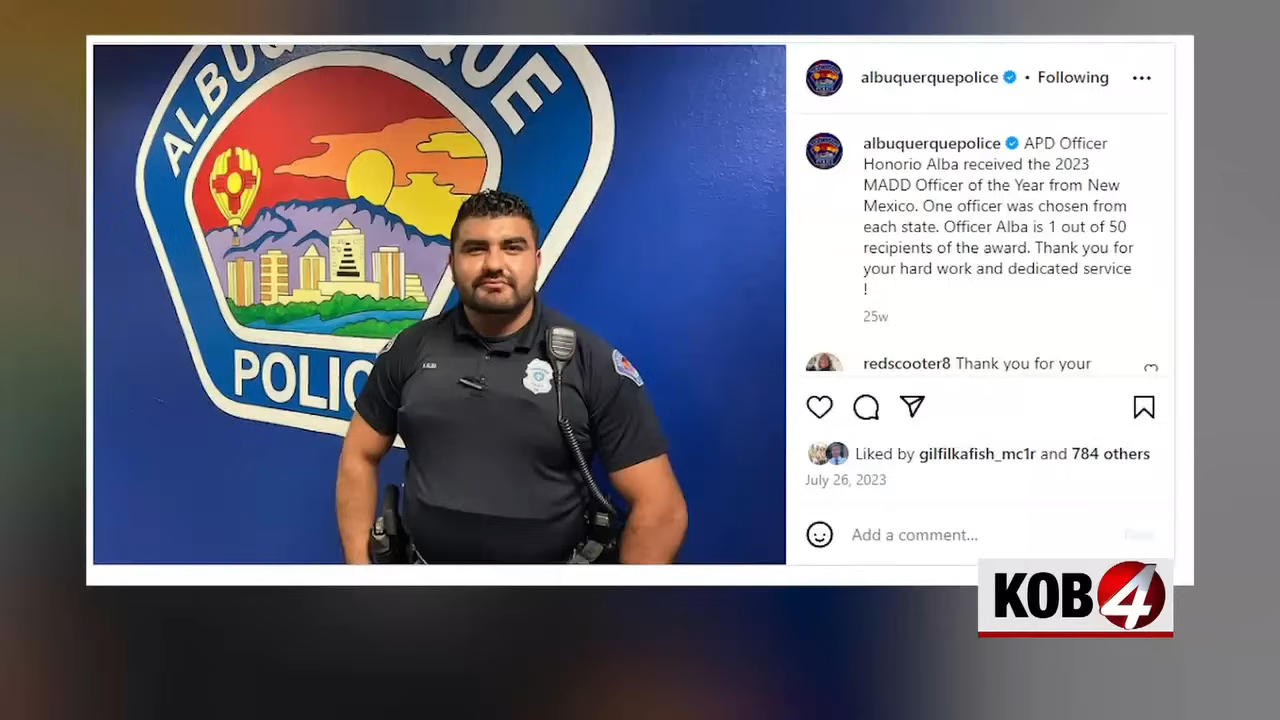 ALBUQUERQUE
POLICE
albuquerquepolice • Following
albuquerquepolice APD Officer
Honorio Alba received the 2023
MADD Officer of the Year from New
Mexico. One officer was chosen from
each state. Officer Alba is 1 out of 50
recipients of the award. Thank you for
your hard work and dedicated service
!
25w
redscooter8 Thank you for your
Liked by gilfilkafish_mc1r and 784 others
July 26, 2023
Add a comment...
Post
KOB 4